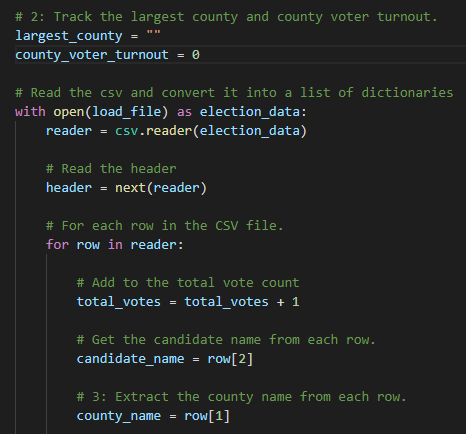 # 2: Track the largest county and county voter turnout.
largest_county = ""
county_voter_turnout = 0
# Read the csv and convert it into a list of dictionaries
with open(load_file) as election_data:
reader = csv.reader(election_data)
# Read the header
header = next(reader)
# For each row in the CSV file.
for row in reader:
# Add to the total vote count
total_votes = total_votes + 1
# Get the candidate name from each row.
candidate_name = row[2]
# 3: Extract the county name from each row.
county_name = row[1]